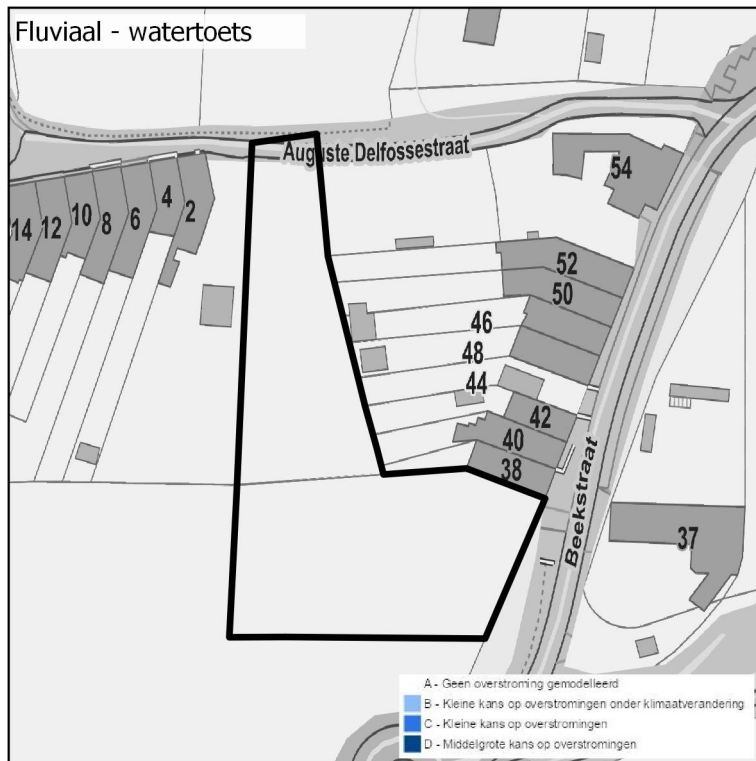 Fluviaal - watertoets
Auguste Delfossestraat
54
14
12
10
8
6
4
2
52
50
46
48
44
42
40
38
Beekstraat
37
A - Geen overstroming gemodelleerd
B - Kleine kans op overstromingen onder klimaatverandering
C - Kleine kans op overstromingen
D - Middelgrote kans op overstromingen